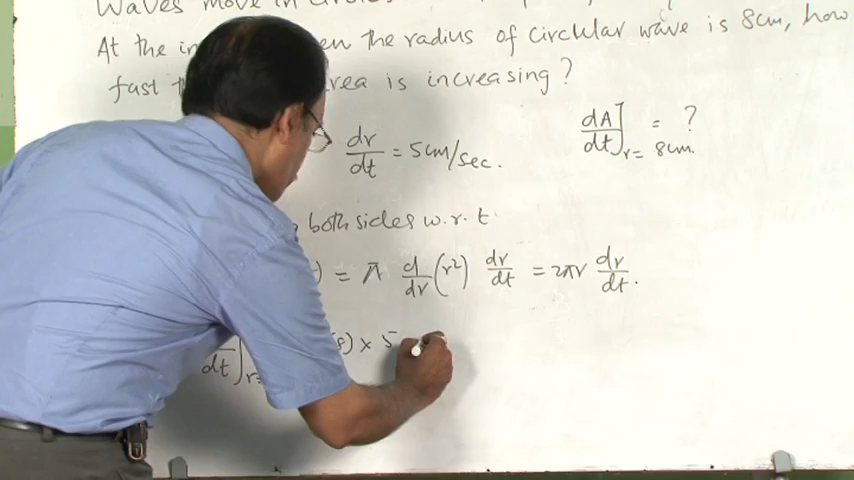 Waves move in
At the in en the radius of circular wave is 8cm, how
fast t rea is increasing?
dr/dt = 5cm/sec. dA/dt]r= 8cm. = ?
both sides w.r.t.
) = π d/dr (r²) dr/dt = 2πr dr/dt.
dt]r= 8) × 5